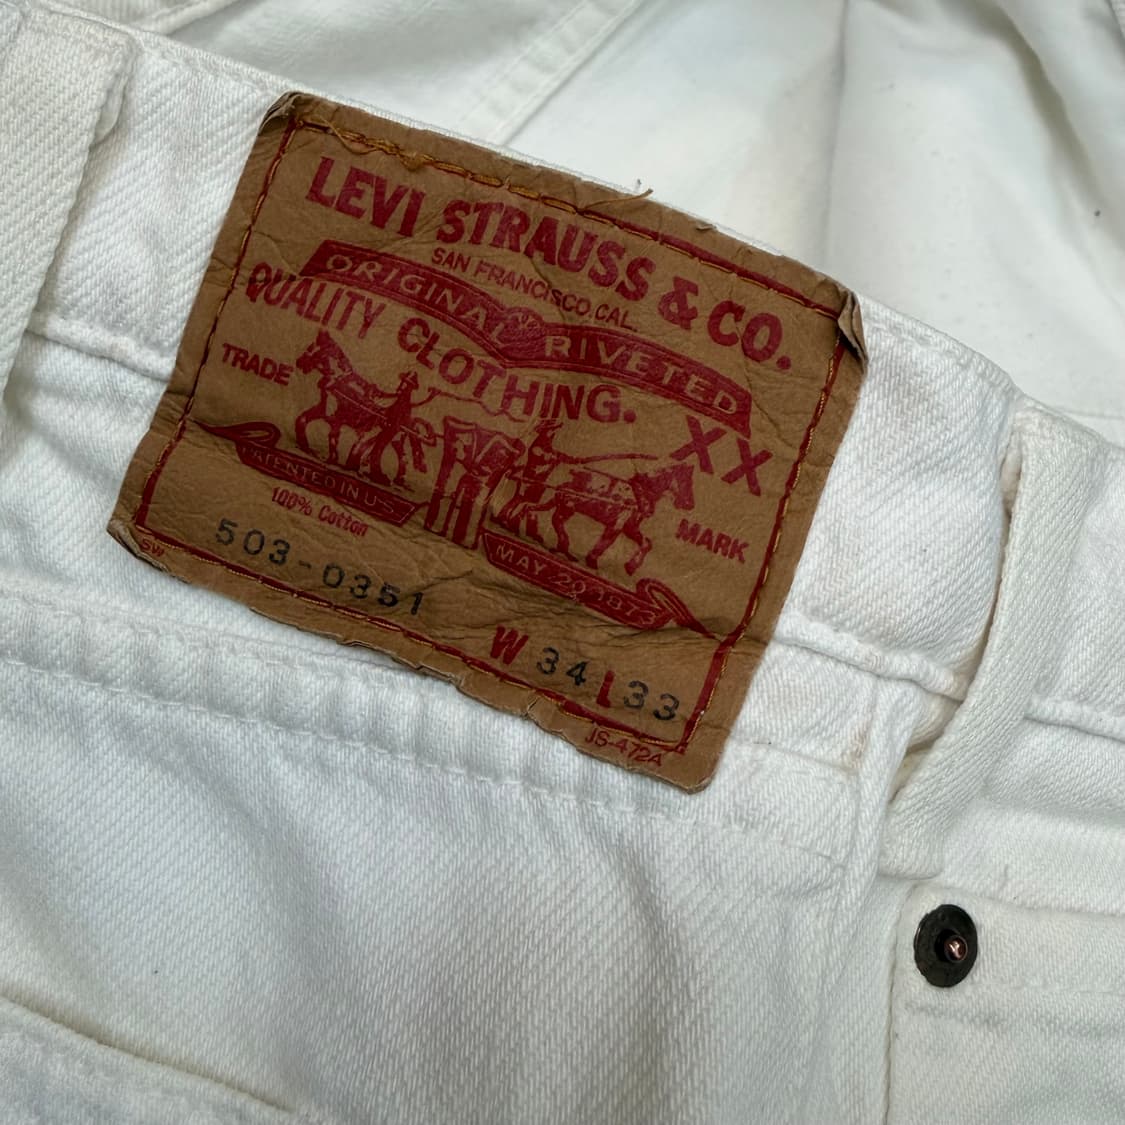 LEVI STRAUSS & CO.
SAN FRANCISCO CAL.
ORIGINAL RIVETED
QUALITY CLOTHING.
TRADE
XX
PATENTED IN U.S.
100% Cotton
MARK
MAY 20 1873
SW
503-0351
W 34 L 33
JS-472A